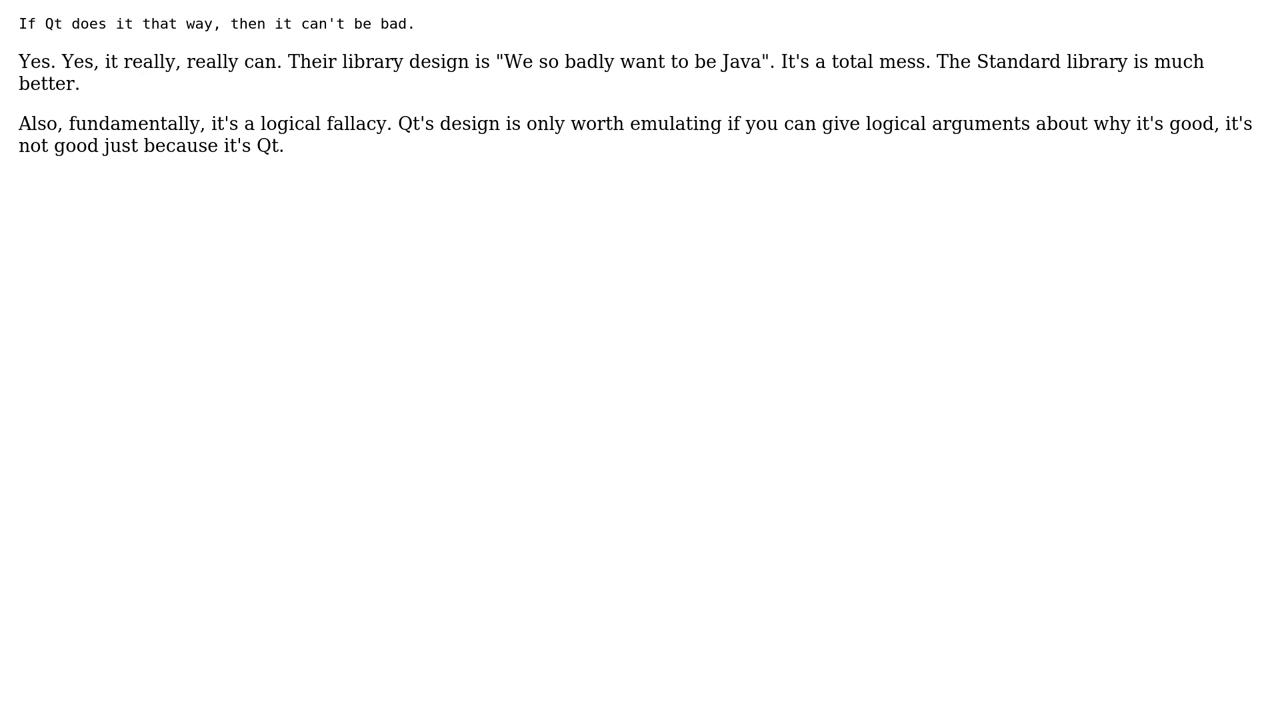 If Qt does it that way, then it can't be bad.
Yes. Yes, it really, really can. Their library design is "We so badly want to be Java". It's a total mess. The Standard library is much
better.
Also, fundamentally, it's a logical fallacy. Qt's design is only worth emulating if you can give logical arguments about why it's good, it's
not good just because it's Qt.